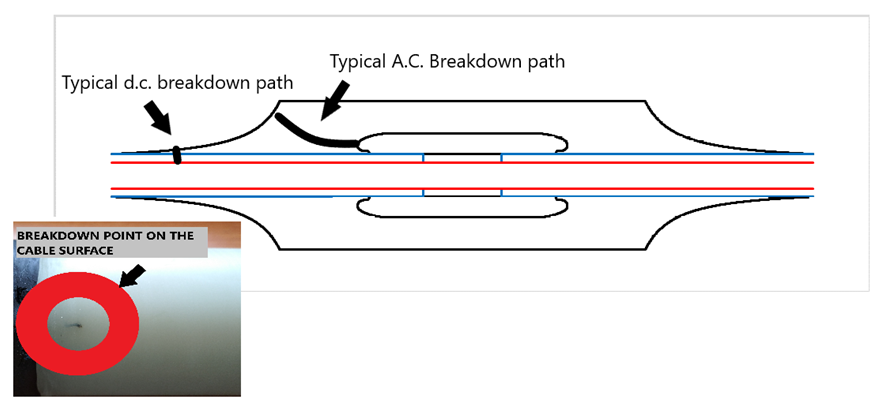 Typical A.C. Breakdown path
Typical d.c. breakdown path
BREAKDOWN POINT ON THE
CABLE SURFACE